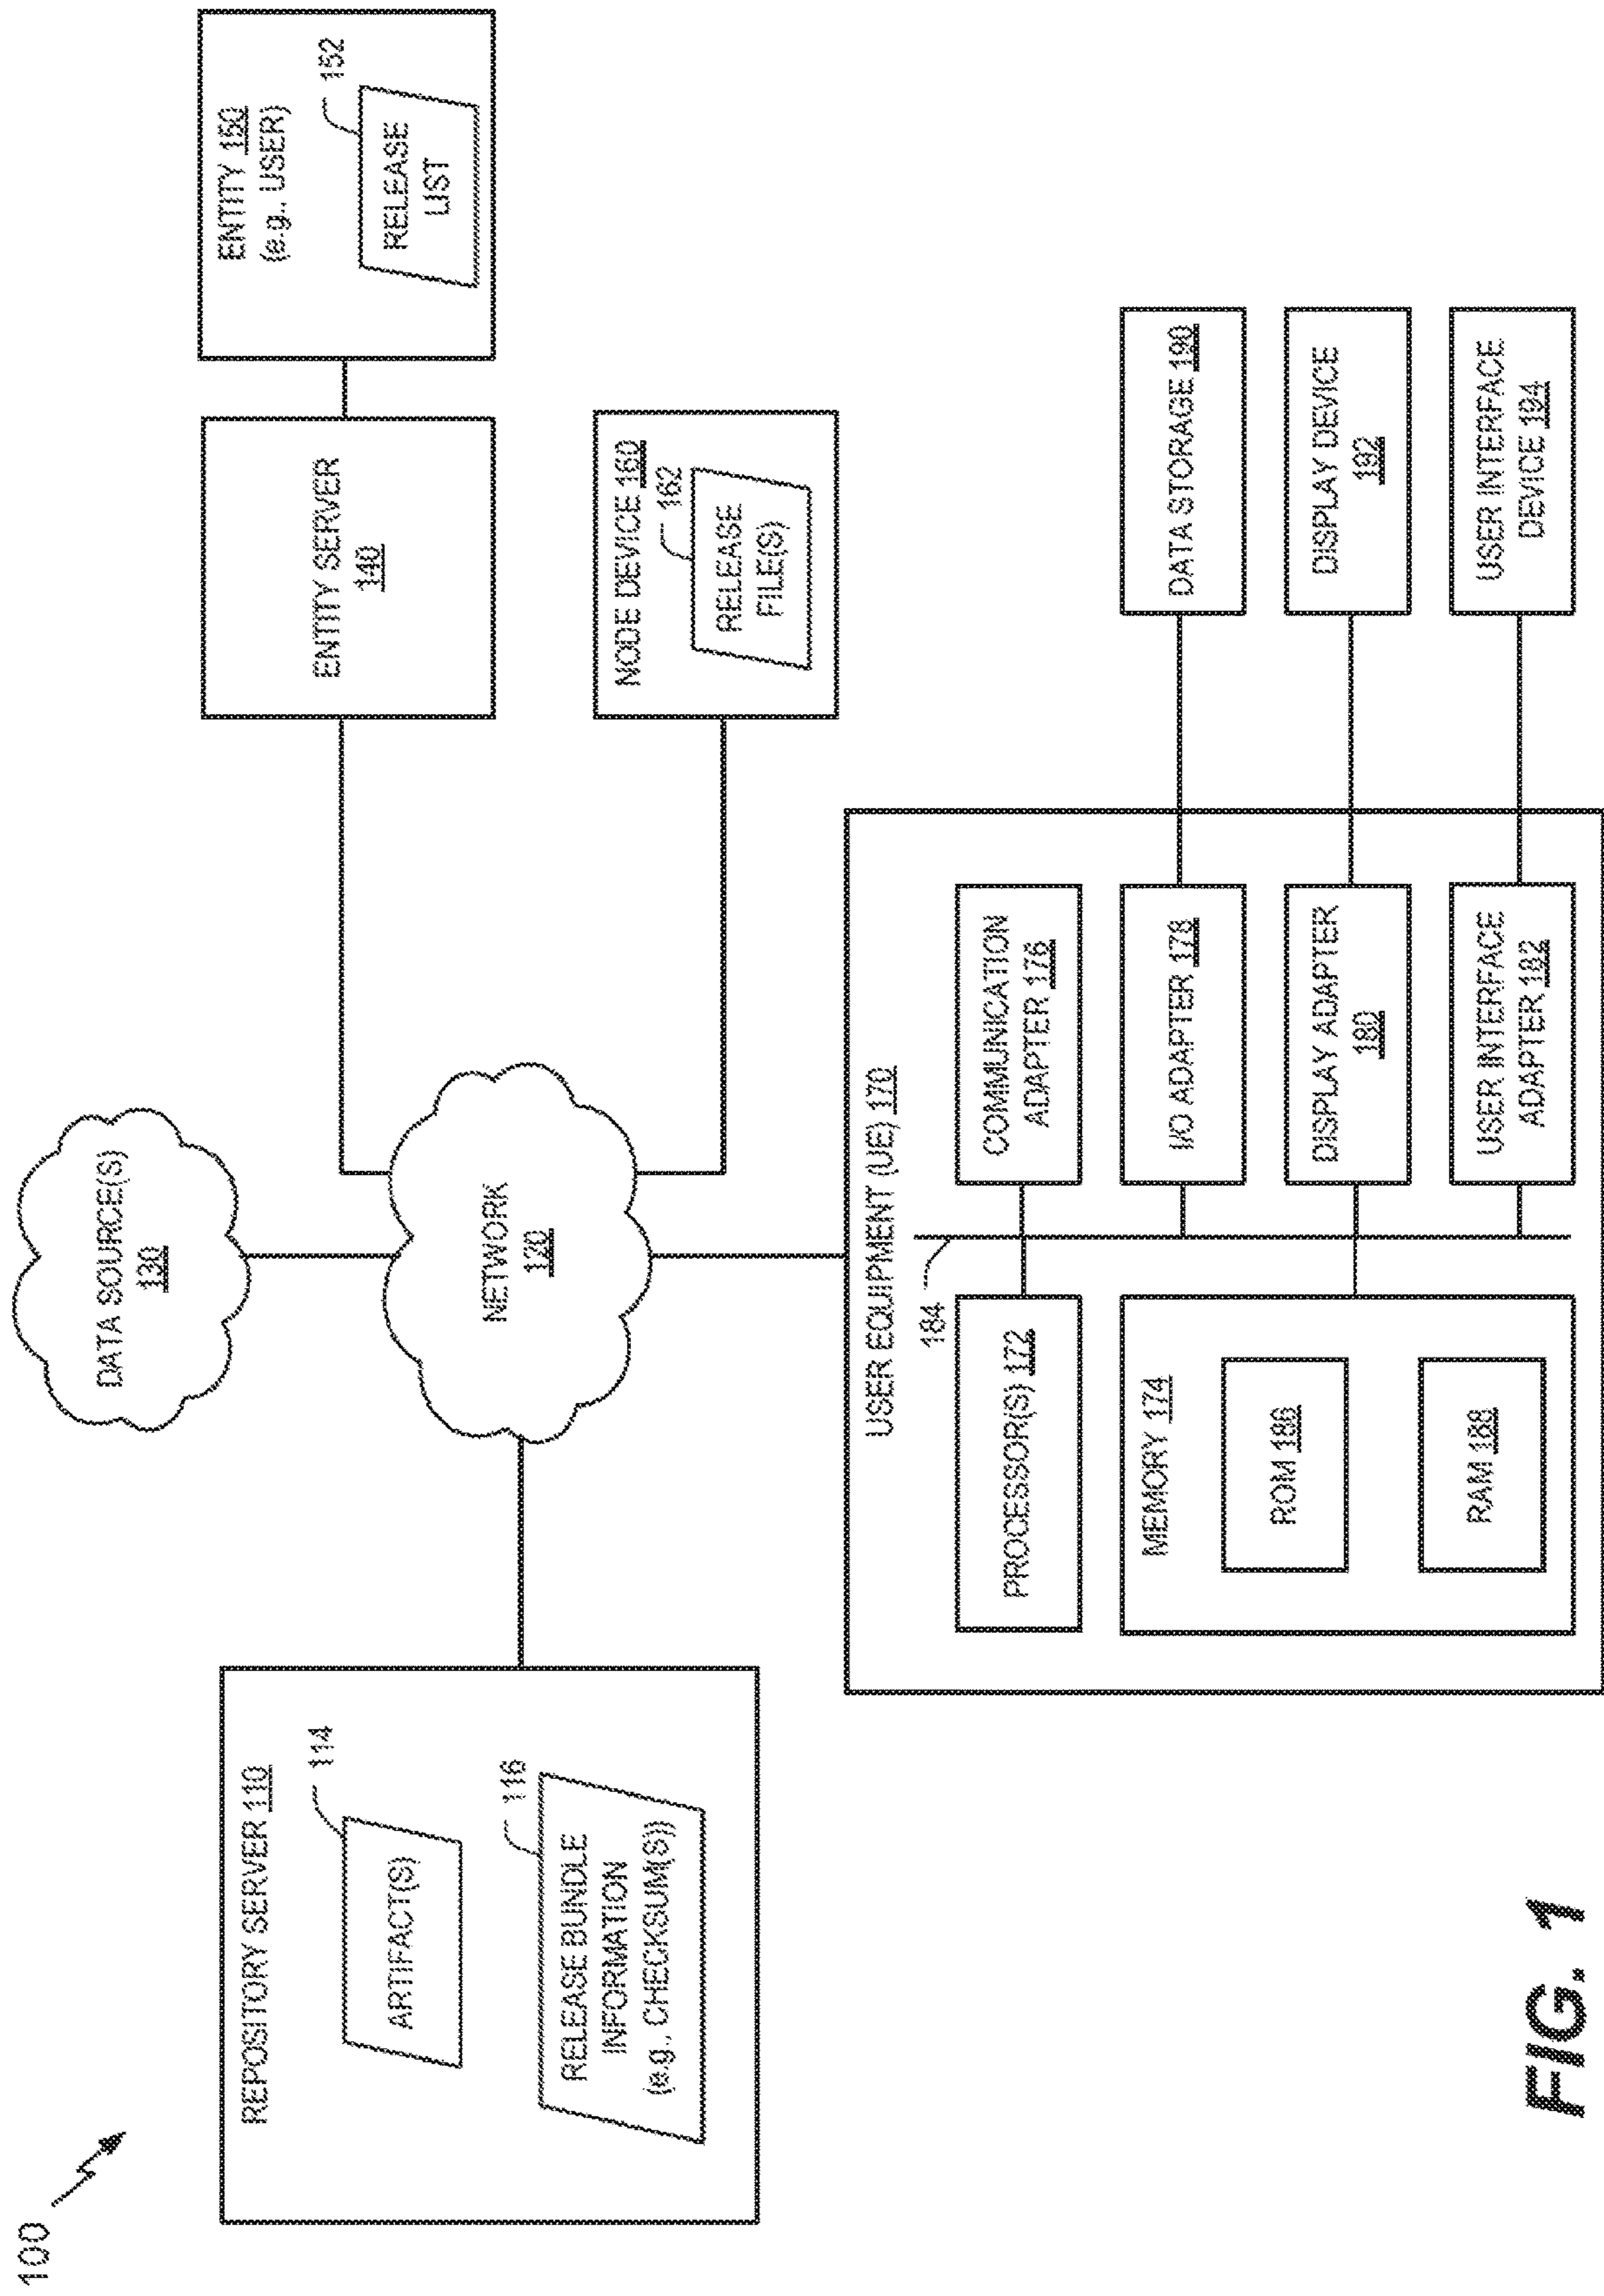 100
REPOSITORY SERVER 110
114
ARTIFACT(S)
116
RELEASE BUNDLE
INFORMATION
(e.g., CHECKSUM(S))
DATA SOURCE(S)
130
NETWORK
120
ENTITY SERVER
140
ENTITY 150
(e.g., USER)
152
RELEASE
LIST
NODE DEVICE 160
162
RELEASE
FILE(S)
USER EQUIPMENT (UE) 170
184
PROCESSOR(S) 172
COMMUNICATION
ADAPTER 176
MEMORY 174
ROM 186
RAM 188
I/O ADAPTER 178
DISPLAY ADAPTER
180
USER INTERFACE
ADAPTER 182
DATA STORAGE 190
DISPLAY DEVICE
192
USER INTERFACE
DEVICE 194
FIG. 1